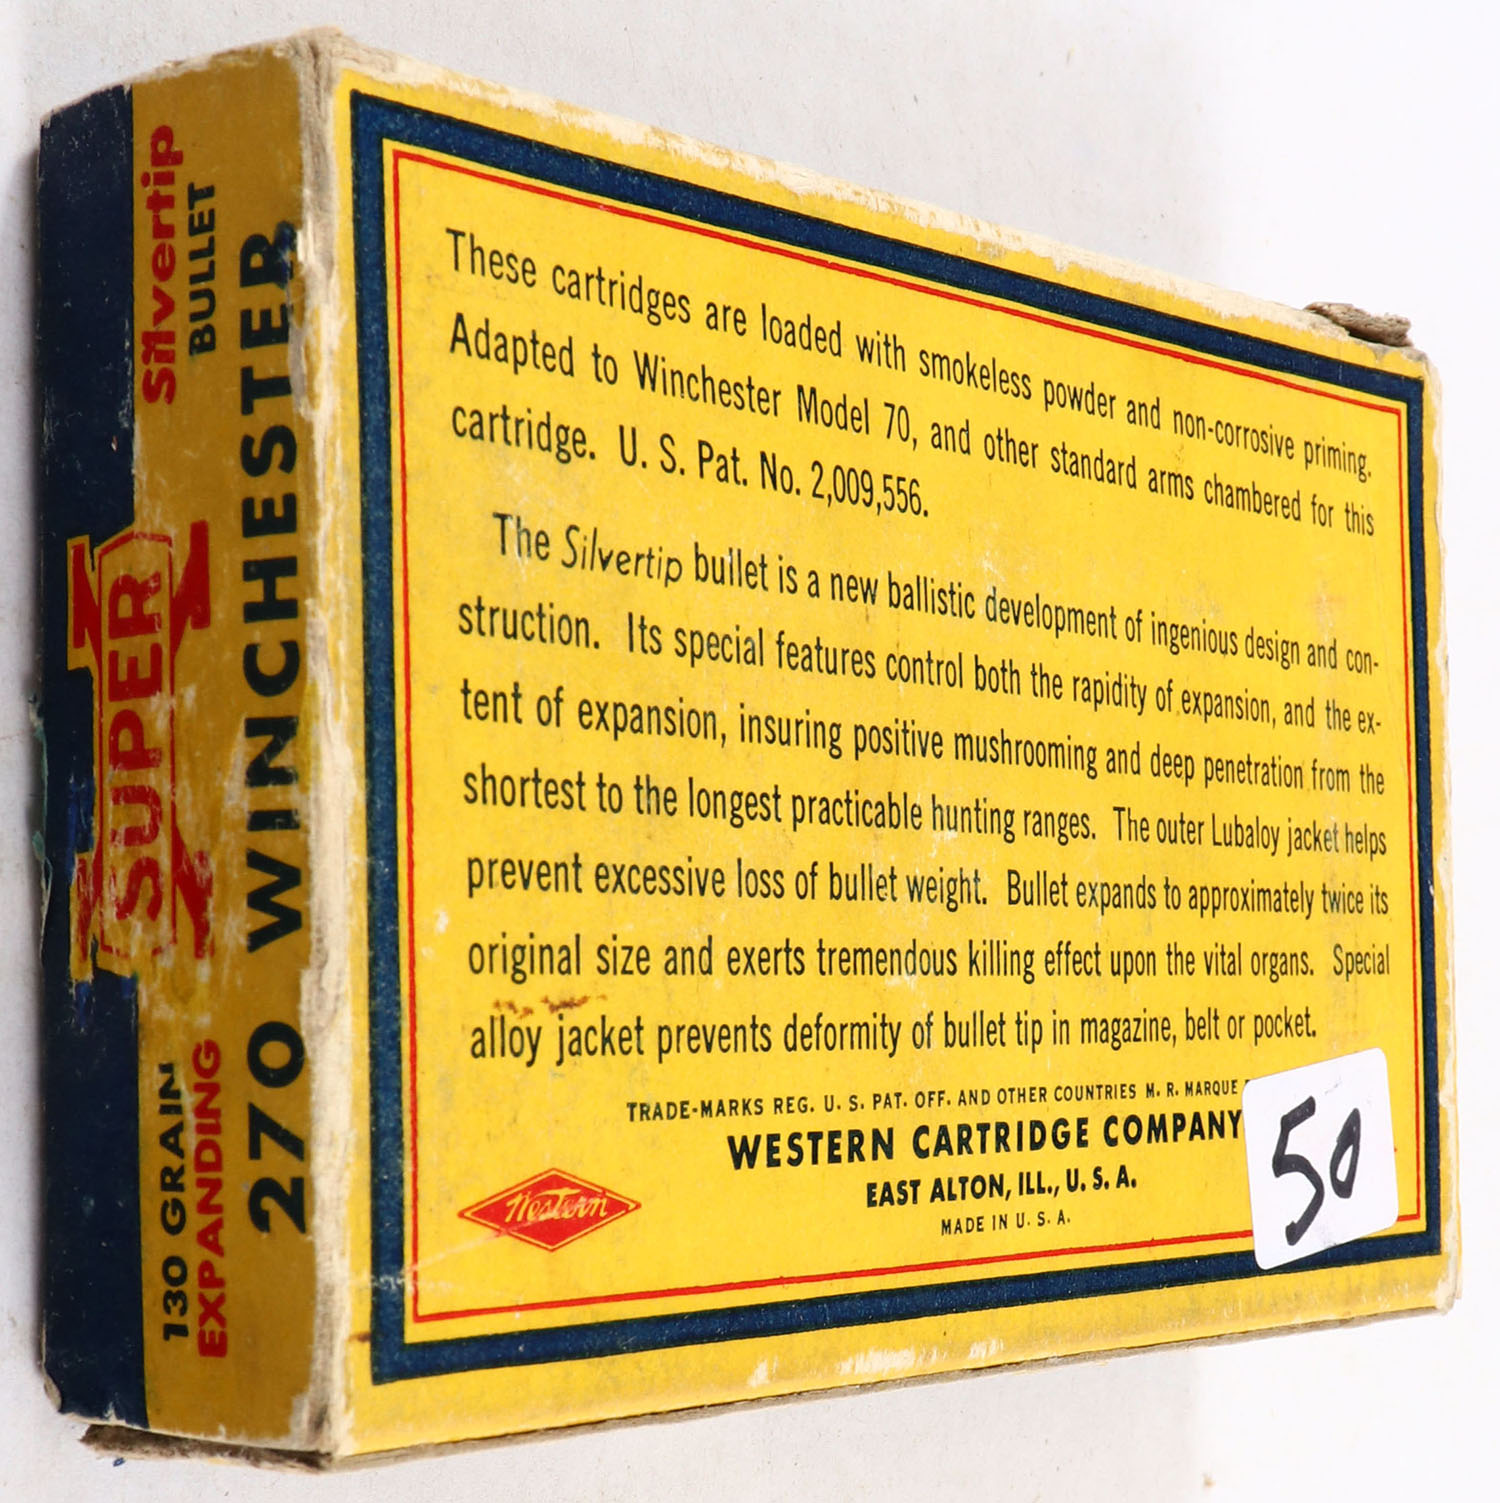 Silvertip
BULLET
SUPER
X
130 GRAIN
EXPANDING
270 WINCHESTER
These cartridges are loaded with smokeless powder and non-corrosive priming.
Adapted to Winchester Model 70, and other standard arms chambered for this
cartridge. U. S. Pat. No. 2,009,556.
The Silvertip bullet is a new ballistic development of ingenious design and con-
struction. Its special features control both the rapidity of expansion, and the ex-
tent of expansion, insuring positive mushrooming and deep penetration from the
shortest to the longest practicable hunting ranges. The outer Lubaloy jacket helps
prevent excessive loss of bullet weight. Bullet expands to approximately twice its
original size and exerts tremendous killing effect upon the vital organs. Special
alloy jacket prevents deformity of bullet tip in magazine, belt or pocket.
TRADE-MARKS REG. U. S. PAT. OFF. AND OTHER COUNTRIES M. R. MARQUE
WESTERN CARTRIDGE COMPANY
EAST ALTON, ILL., U. S. A.
MADE IN U. S. A.
Western
50